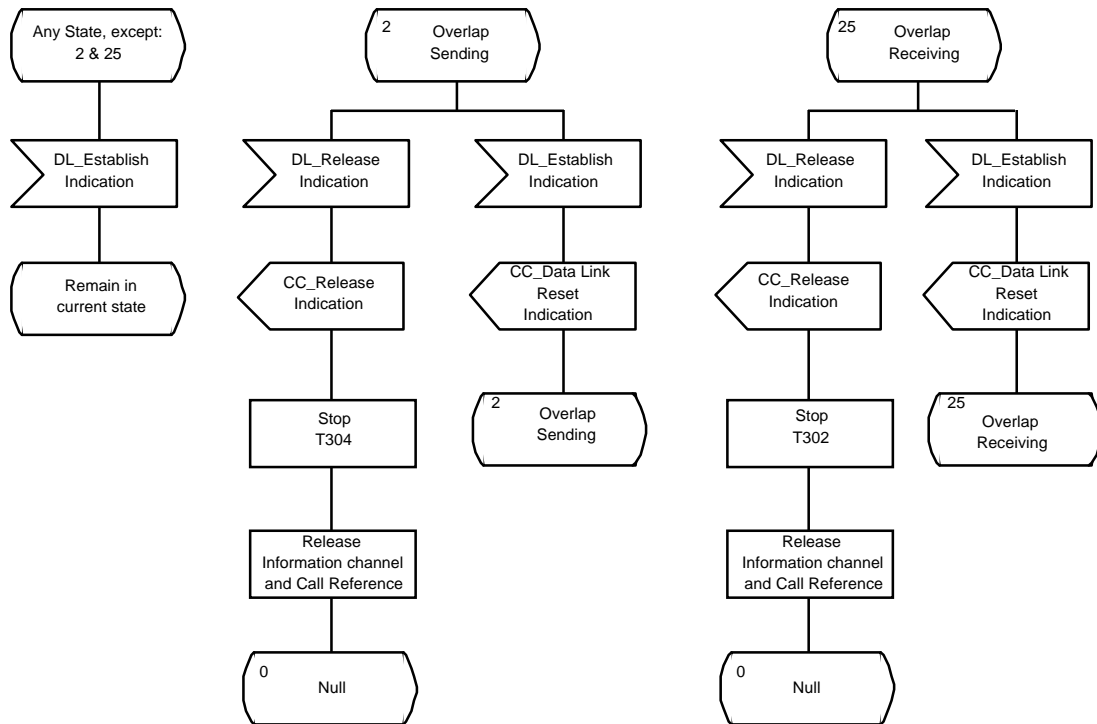 Any State, except:
2 & 25
DL_Establish
Indication
Remain in
current state
2
Overlap
Sending
DL_Release
Indication
CC_Release
Indication
Stop
T304
Release
Information channel
and Call Reference
0
Null
DL_Establish
Indication
CC_Data Link
Reset
Indication
2
Overlap
Sending
25
Overlap
Receiving
DL_Release
Indication
CC_Release
Indication
Stop
T302
Release
Information channel
and Call Reference
0
Null
DL_Establish
Indication
CC_Data Link
Reset
Indication
25
Overlap
Receiving